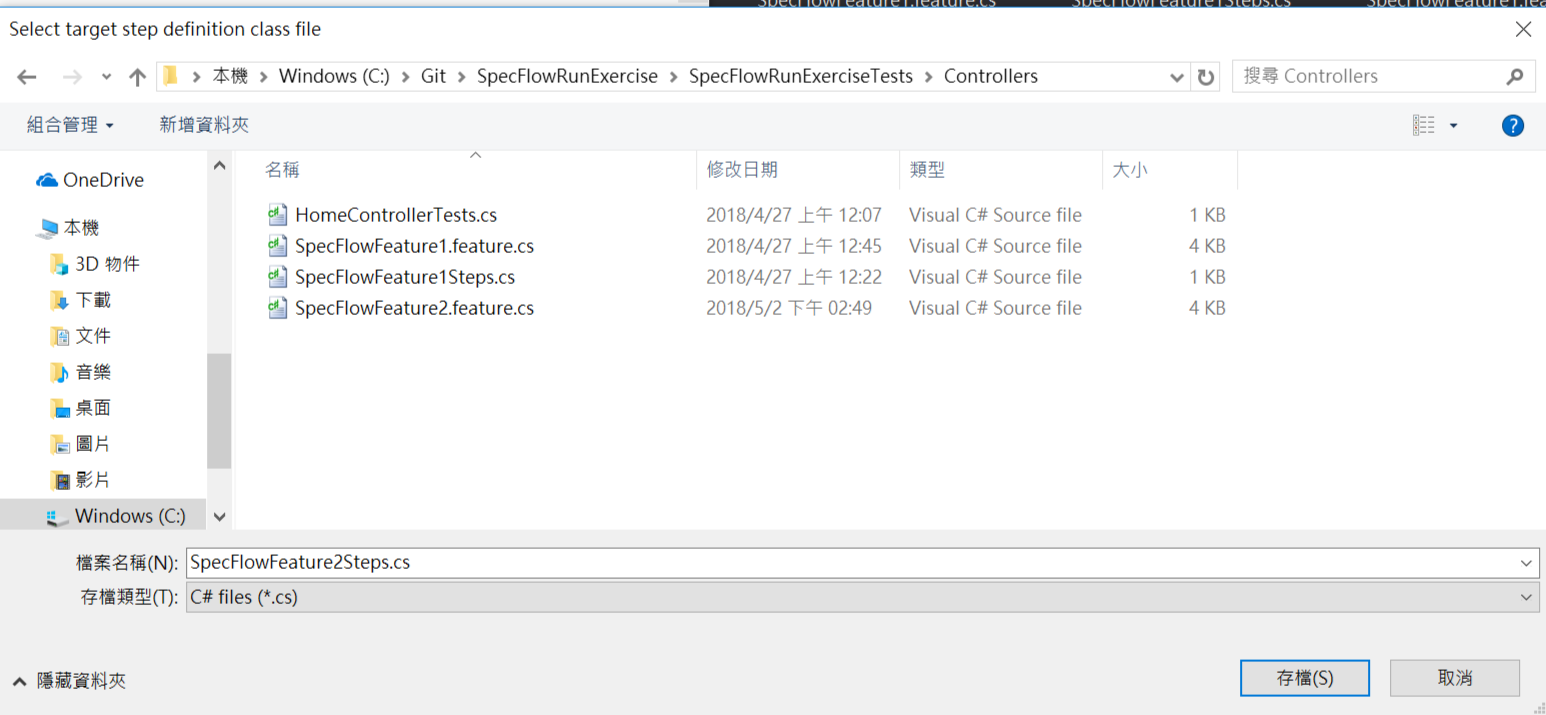 SpecFlowFeature1.feature.cs SpecFlowFeature1Steps.cs SpecFlowFeature1.fea
Select target step definition class file
本機 Windows (C:) Git SpecFlowRunExercise SpecFlowRunExerciseTests Controllers 搜尋 Controllers
組合管理 新增資料夾
OneDrive
本機
3D 物件
下載
文件
音樂
桌面
圖片
影片
Windows (C:)
名稱 修改日期 類型 大小
HomeControllerTests.cs 2018/4/27 上午 12:07 Visual C# Source file 1 KB
SpecFlowFeature1.feature.cs 2018/4/27 上午 12:45 Visual C# Source file 4 KB
SpecFlowFeature1Steps.cs 2018/4/27 上午 12:22 Visual C# Source file 1 KB
SpecFlowFeature2.feature.cs 2018/5/2 下午 02:49 Visual C# Source file 4 KB
檔案名稱(N): SpecFlowFeature2Steps.cs
存檔類型(T): C# files (*.cs)
隱藏資料夾 存檔(S) 取消